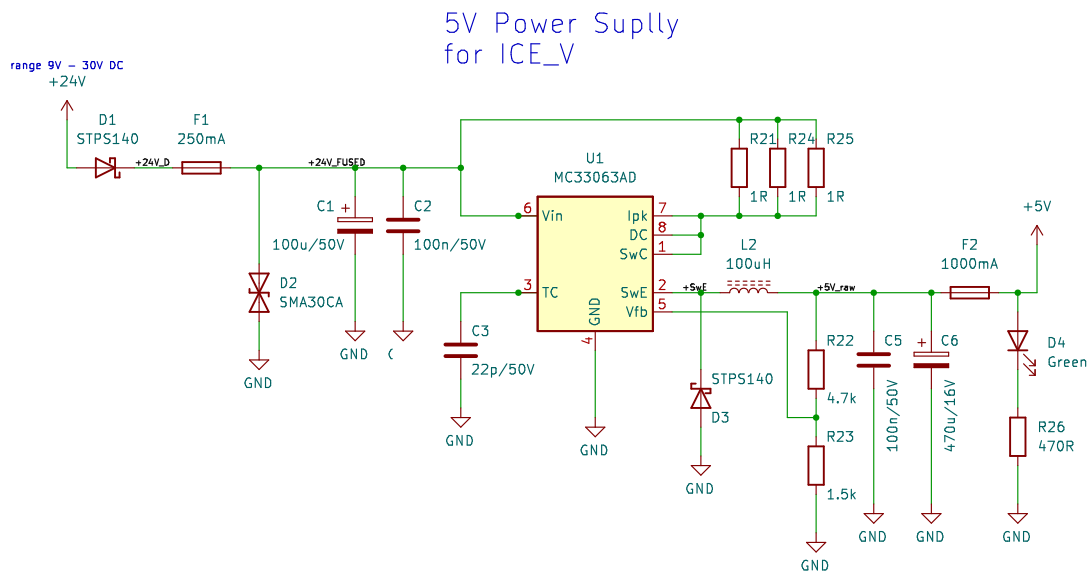 5V Power Suplly
for ICE_V
range 9V - 30V DC
+24V
D1
STPS140
+24V_D
F1
250mA
+24V_FUSED
C1
+
100u/50V
C2
100n/50V
D2
SMA30CA
GND
GND
GND
U1
MC33063AD
6
Vin
3
TC
GND
4
Ipk
7
DC
8
SwC
1
SwE
2
Vfb
5
R21
1R
R24
1R
R25
1R
C3
22p/50V
GND
GND
+SwE
L2
100uH
+5V_raw
STPS140
D3
GND
R22
4.7k
R23
1.5k
GND
C5
100n/50V
GND
C6
+
470u/16V
GND
F2
1000mA
+5V
D4
Green
R26
470R
GND